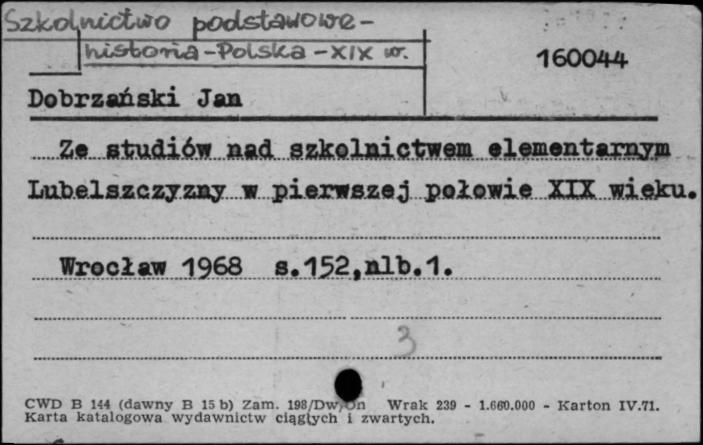 Szkolnictwo podstawowe-
historia-Polska-XIX w.
160044
Dobrzański Jan
Ze studiów nad szkolnictwem elementarnym
Lubelszczyzny w pierwszej połowie XIX wieku.
Wrocław 1968 s.152,nlb.1.
3
CWD B 144 (dawny B 15 b) Zam. 198/Dw/ Wrak 239 - 1.660.000 - Karton IV.71.
Karta katalogowa wydawnictw ciągłych i zwartych.